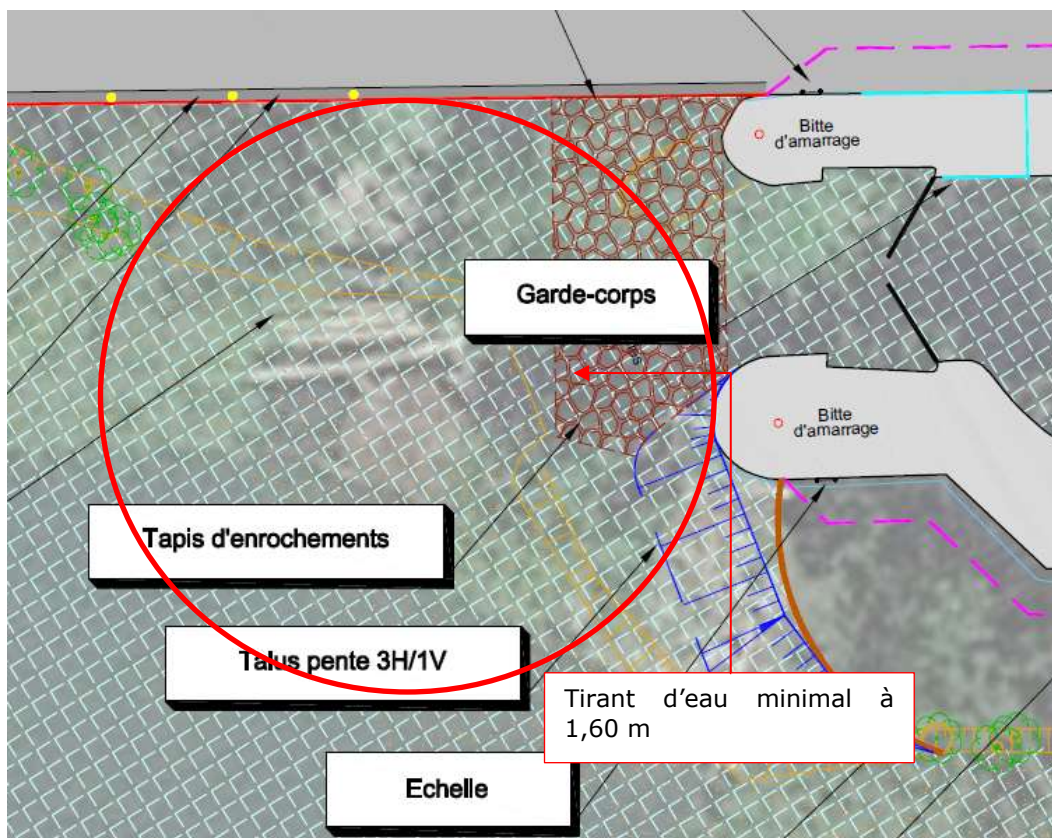 Bitte
d'amarrage
Garde-corps
Bitte
d'amarrage
Tapis d'enrochements
Talus pente 3H/1V
Tirant d'eau minimal à
1,60 m
Echelle